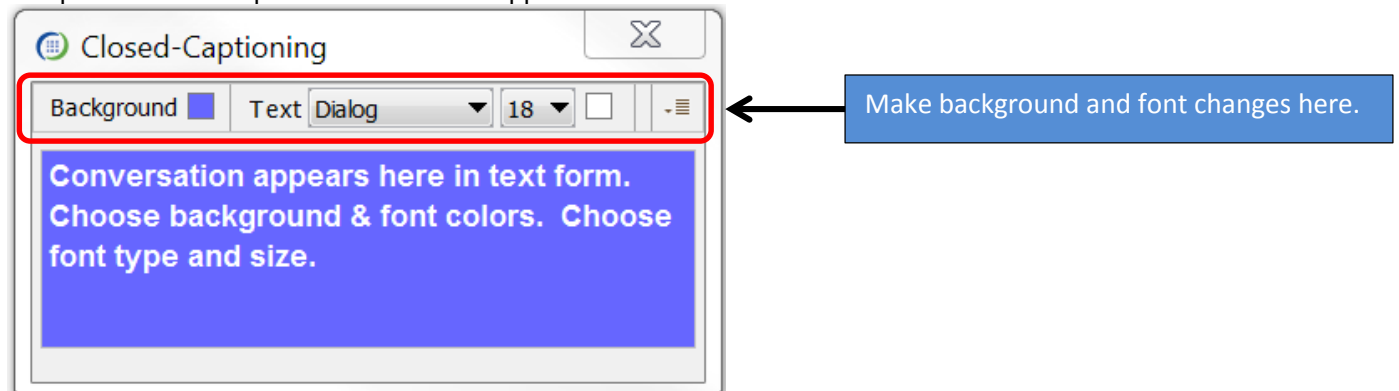 Closed-Captioning
Background Text Dialog 18
Make background and font changes here.
Conversation appears here in text form.
Choose background & font colors.  Choose
font type and size.